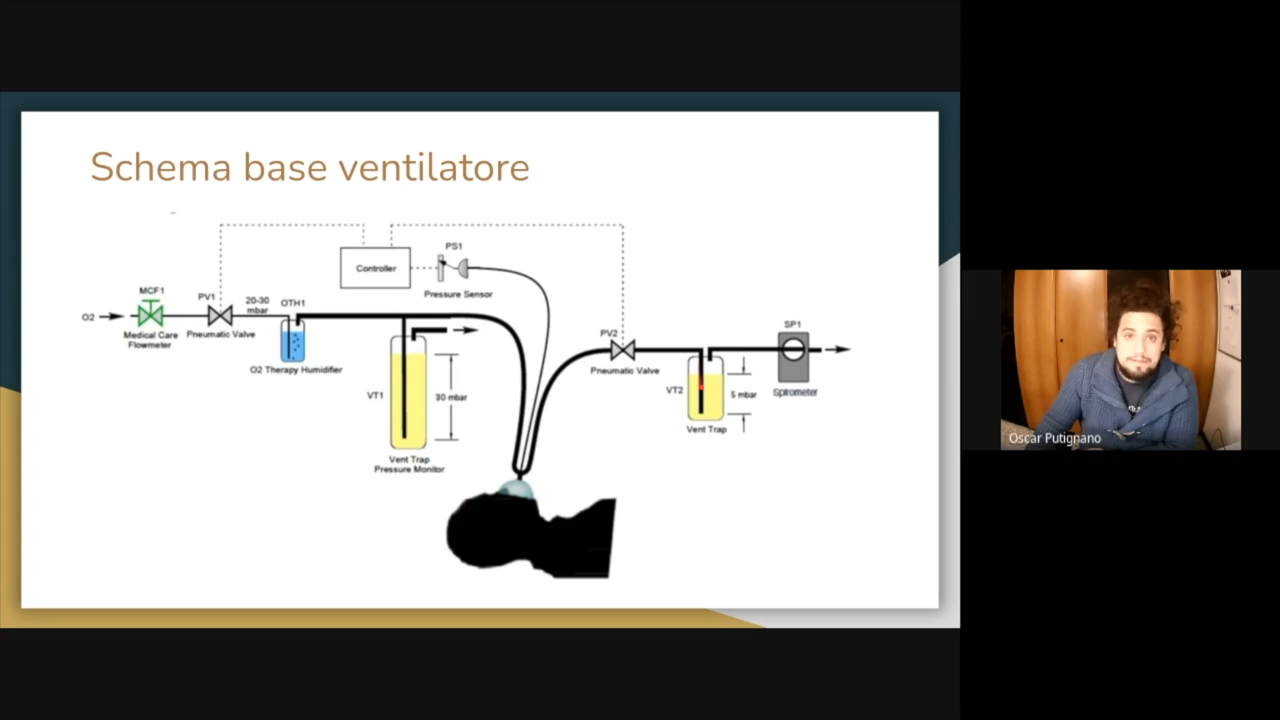 Schema base ventilatore
PS1
Controller
Pressure Sensor
MCF1
PV1
20-30
mbar
OTH1
O2
Medical Care
Flowmeter
Pneumatic Valve
O2 Therapy Humidifier
VT1
30 mbar
Vent Trap
Pressure Monitor
PV2
Pneumatic Valve
VT2
5 mbar
Vent Trap
SP1
Spirometer
Oscar Putignano